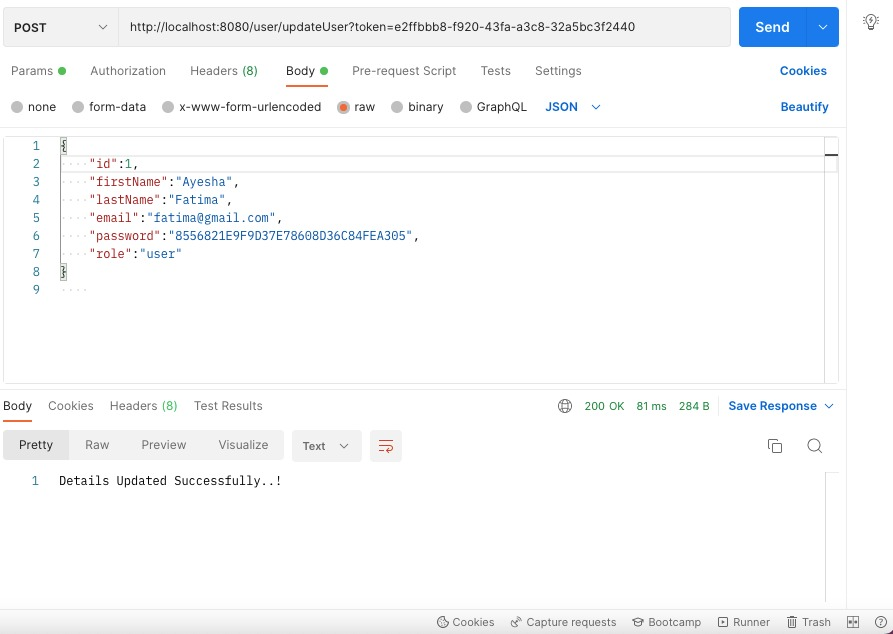 POST http://localhost:8080/user/updateUser?token=e2ffbbb8-f920-43fa-a3c8-32a5bc3f2440 Send
Params Authorization Headers (8) Body Pre-request Script Tests Settings Cookies
none form-data x-www-form-urlencoded raw binary GraphQL JSON Beautify
1 {
2 "id":1,
3 "firstName":"Ayesha",
4 "lastName":"Fatima",
5 "email":"fatima@gmail.com",
6 "password":"8556821E9F9D37E78608D36C84FEA305",
7 "role":"user"
8 }
9
Body Cookies Headers (8) Test Results 200 OK 81 ms 284 B Save Response
Pretty Raw Preview Visualize Text
1 Details Updated Successfully..!
Cookies Capture requests Bootcamp Runner Trash